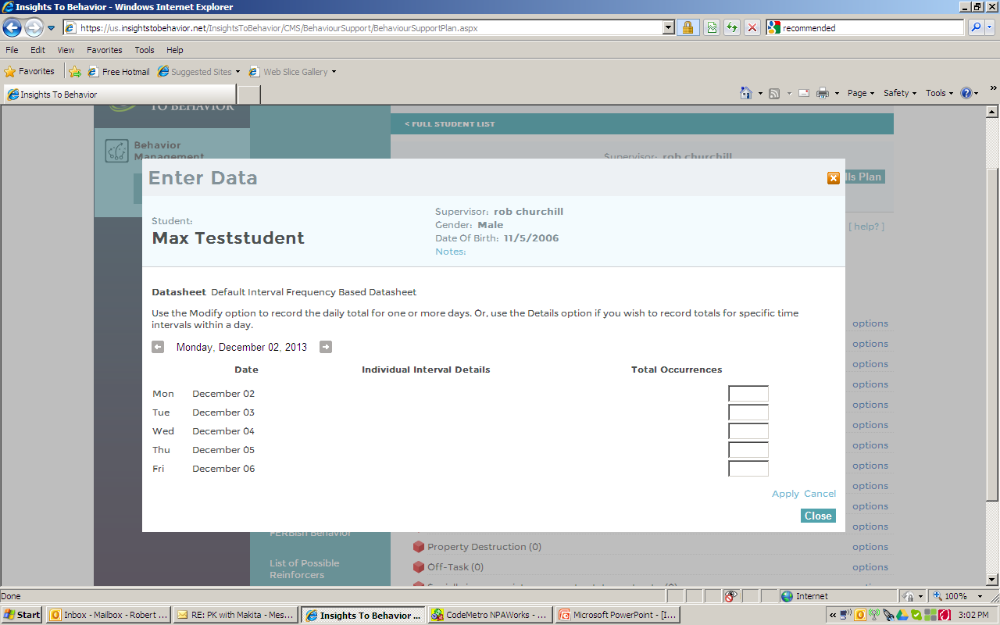 Insights To Behavior - Windows Internet Explorer
https://us.insightstobehavior.net/InsightsToBehavior/CMS/BehaviourSupport/BehaviourSupportPlan.aspx
recommended
File Edit View Favorites Tools Help
Favorites Free Hotmail Suggested Sites Web Slice Gallery
Insights To Behavior
Page Safety Tools
TO BEHAVIOR
< FULL STUDENT LIST
Behavior
Management
Supervisor: rob churchill
Enter Data
lls Plan
Student:
Max Teststudent
Supervisor: rob churchill
Gender: Male
Date Of Birth: 11/5/2006
Notes:
[ help? ]
Datasheet Default Interval Frequency Based Datasheet
Use the Modify option to record the daily total for one or more days. Or, use the Details option if you wish to record totals for specific time
intervals within a day.
Monday, December 02, 2013
Date Individual Interval Details Total Occurrences
Mon December 02
Tue December 03
Wed December 04
Thu December 05
Fri December 06
Apply Cancel
Close
options
options
options
options
options
options
options
options
options
options
options
FERBish Behavior
Property Destruction (0) options
List of Possible
Reinforcers
Off-Task (0) options
Done Internet 100%
Start Inbox - Mailbox - Robert ... RE: PK with Makita - Mes... Insights To Behavior ... CodeMetro NPAWorks - ... Microsoft PowerPoint - [I... 3:02 PM